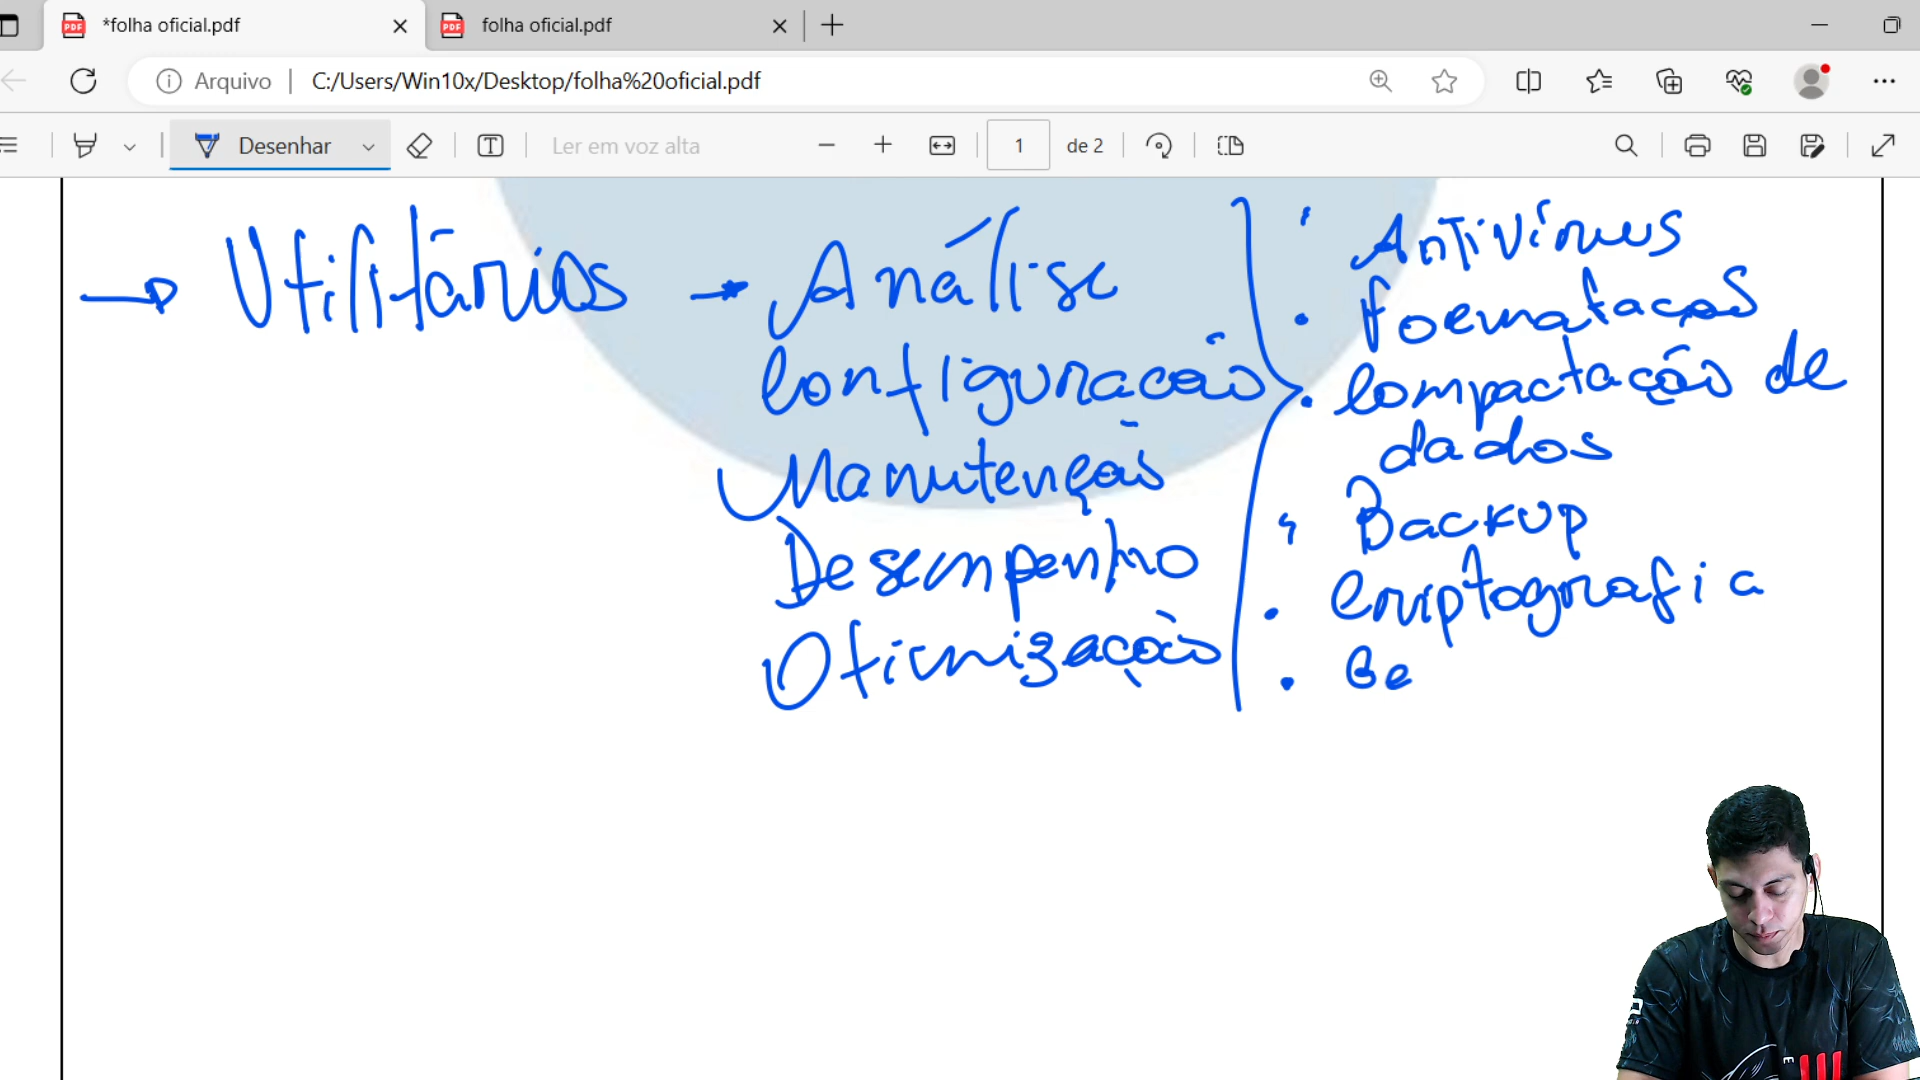 *folha oficial.pdf
folha oficial.pdf
Arquivo
C:/Users/Win10x/Desktop/folha%20oficial.pdf
Desenhar
Ler em voz alta
1
de 2
Utilitários
Análise
Configuração
Manutenção
Desempenho
Otimização
Antivírus
Formatação
Compactação de
dados
Backup
Criptografia
Ge